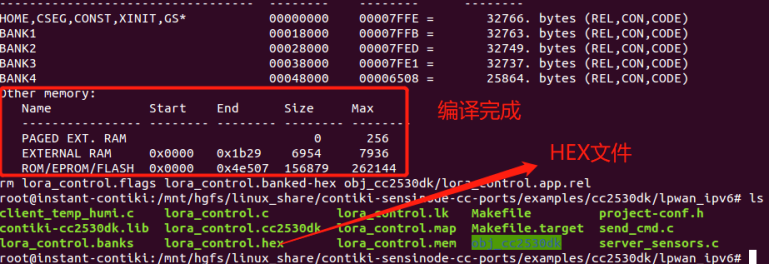 HOME,CSEG,CONST,XINIT,GS* 00000000 00007FFE = 32766. bytes (REL,CON,CODE)
BANK1 00018000 00007FFB = 32763. bytes (REL,CON,CODE)
BANK2 00028000 00007FED = 32749. bytes (REL,CON,CODE)
BANK3 00038000 00007FE1 = 32737. bytes (REL,CON,CODE)
BANK4 00048000 00006508 = 25864. bytes (REL,CON,CODE)
Other memory:
Name Start End Size Max
---------------- -------- -------- -------- --------
PAGED EXT. RAM 0 256
EXTERNAL RAM 0x0000 0x1b29 6954 7936
ROM/EPROM/FLASH 0x0000 0x4e507 156879 262144
编译完成
HEX文件
rm lora_control.flags lora_control.banked-hex obj_cc2530dk/lora_control.app.rel
root@instant-contiki:/mnt/hgfs/linux_share/contiki-sensinode-cc-ports/examples/cc2530dk/lpwan_ipv6# ls
client_temp_humi.c lora_control.c lora_control.lk Makefile project-conf.h
contiki-cc2530dk.lib lora_control.cc2530dk lora_control.map Makefile.target send_cmd.c
lora_control.banks lora_control.hex lora_control.mem obj_cc2530dk server_sensors.c
root@instant-contiki:/mnt/hgfs/linux_share/contiki-sensinode-cc-ports/examples/cc2530dk/lpwan_ipv6#